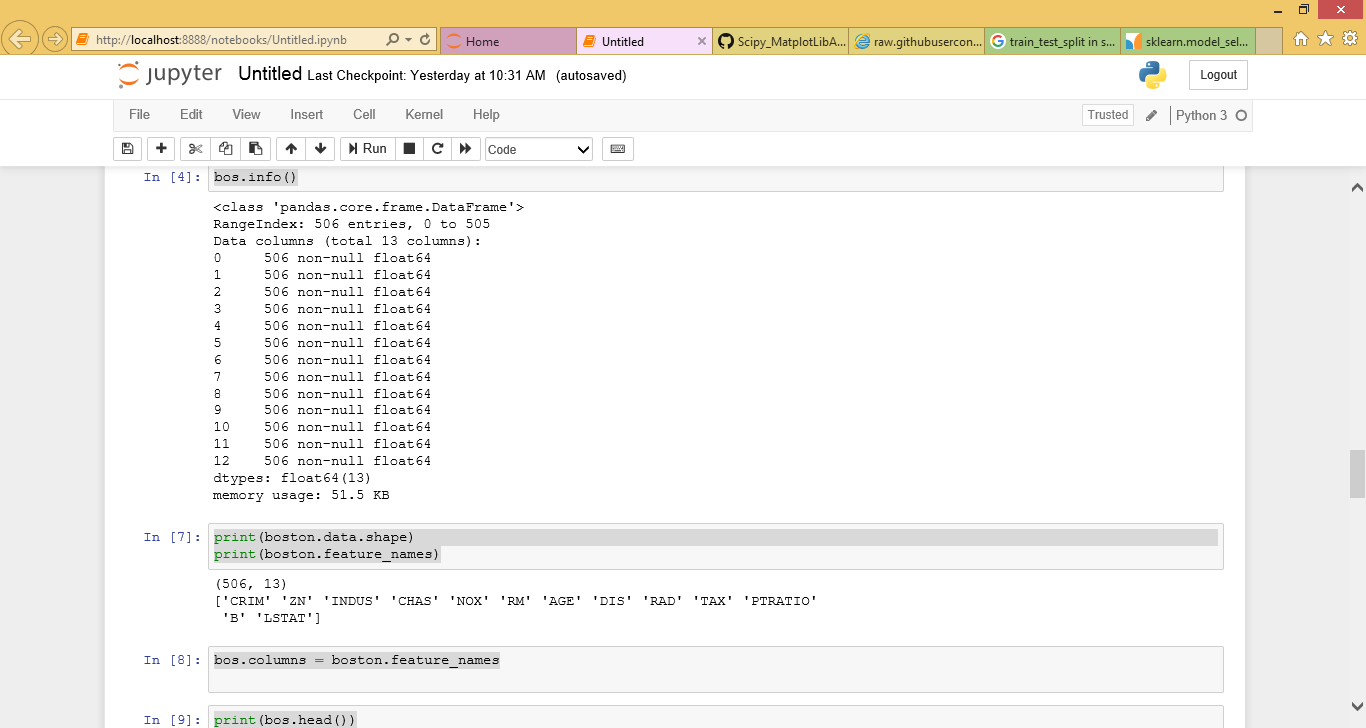 http://localhost:8888/notebooks/Untitled.ipynb
Home
Untitled
Scipy_MatplotLibA...
raw.githubusercon...
train_test_split in s...
sklearn.model_sel...
jupyter Untitled Last Checkpoint: Yesterday at 10:31 AM (autosaved)
Logout
File Edit View Insert Cell Kernel Help
Trusted Python 3
Run Code
In [4]: bos.info()
<class 'pandas.core.frame.DataFrame'>
RangeIndex: 506 entries, 0 to 505
Data columns (total 13 columns):
0     506 non-null float64
1     506 non-null float64
2     506 non-null float64
3     506 non-null float64
4     506 non-null float64
5     506 non-null float64
6     506 non-null float64
7     506 non-null float64
8     506 non-null float64
9     506 non-null float64
10    506 non-null float64
11    506 non-null float64
12    506 non-null float64
dtypes: float64(13)
memory usage: 51.5 KB
In [7]: print(boston.data.shape)
print(boston.feature_names)
(506, 13)
['CRIM' 'ZN' 'INDUS' 'CHAS' 'NOX' 'RM' 'AGE' 'DIS' 'RAD' 'TAX' 'PTRATIO'
 'B' 'LSTAT']
In [8]: bos.columns = boston.feature_names
In [9]: print(bos.head())